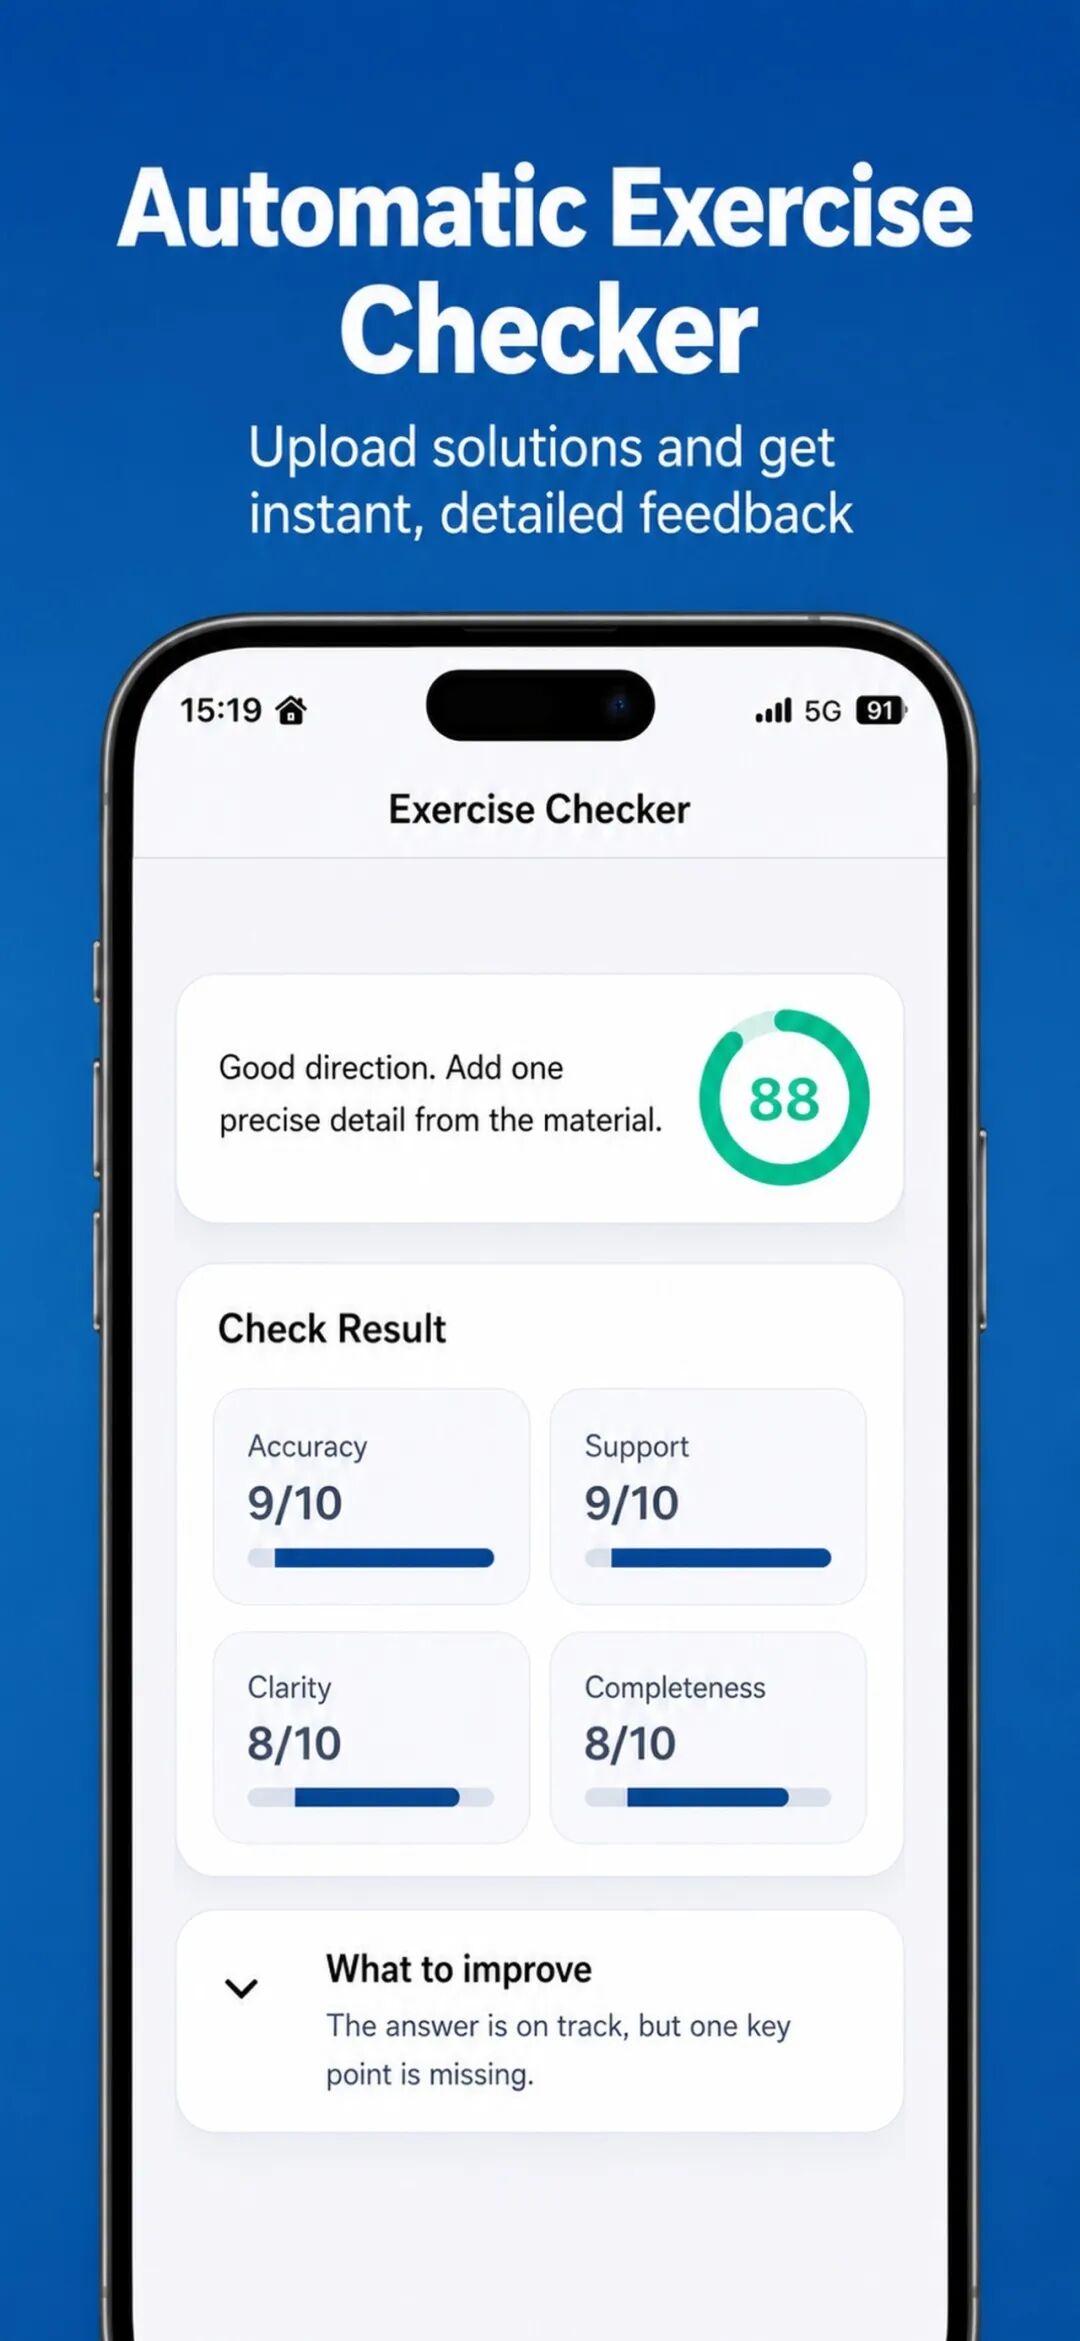 Automatic Exercise
Checker
Upload solutions and get
instant, detailed feedback
15:19 5G 91
Exercise Checker
Good direction. Add one
precise detail from the material.
88
Check Result
Accuracy
9/10
Support
9/10
Clarity
8/10
Completeness
8/10
What to improve
The answer is on track, but one key
point is missing.